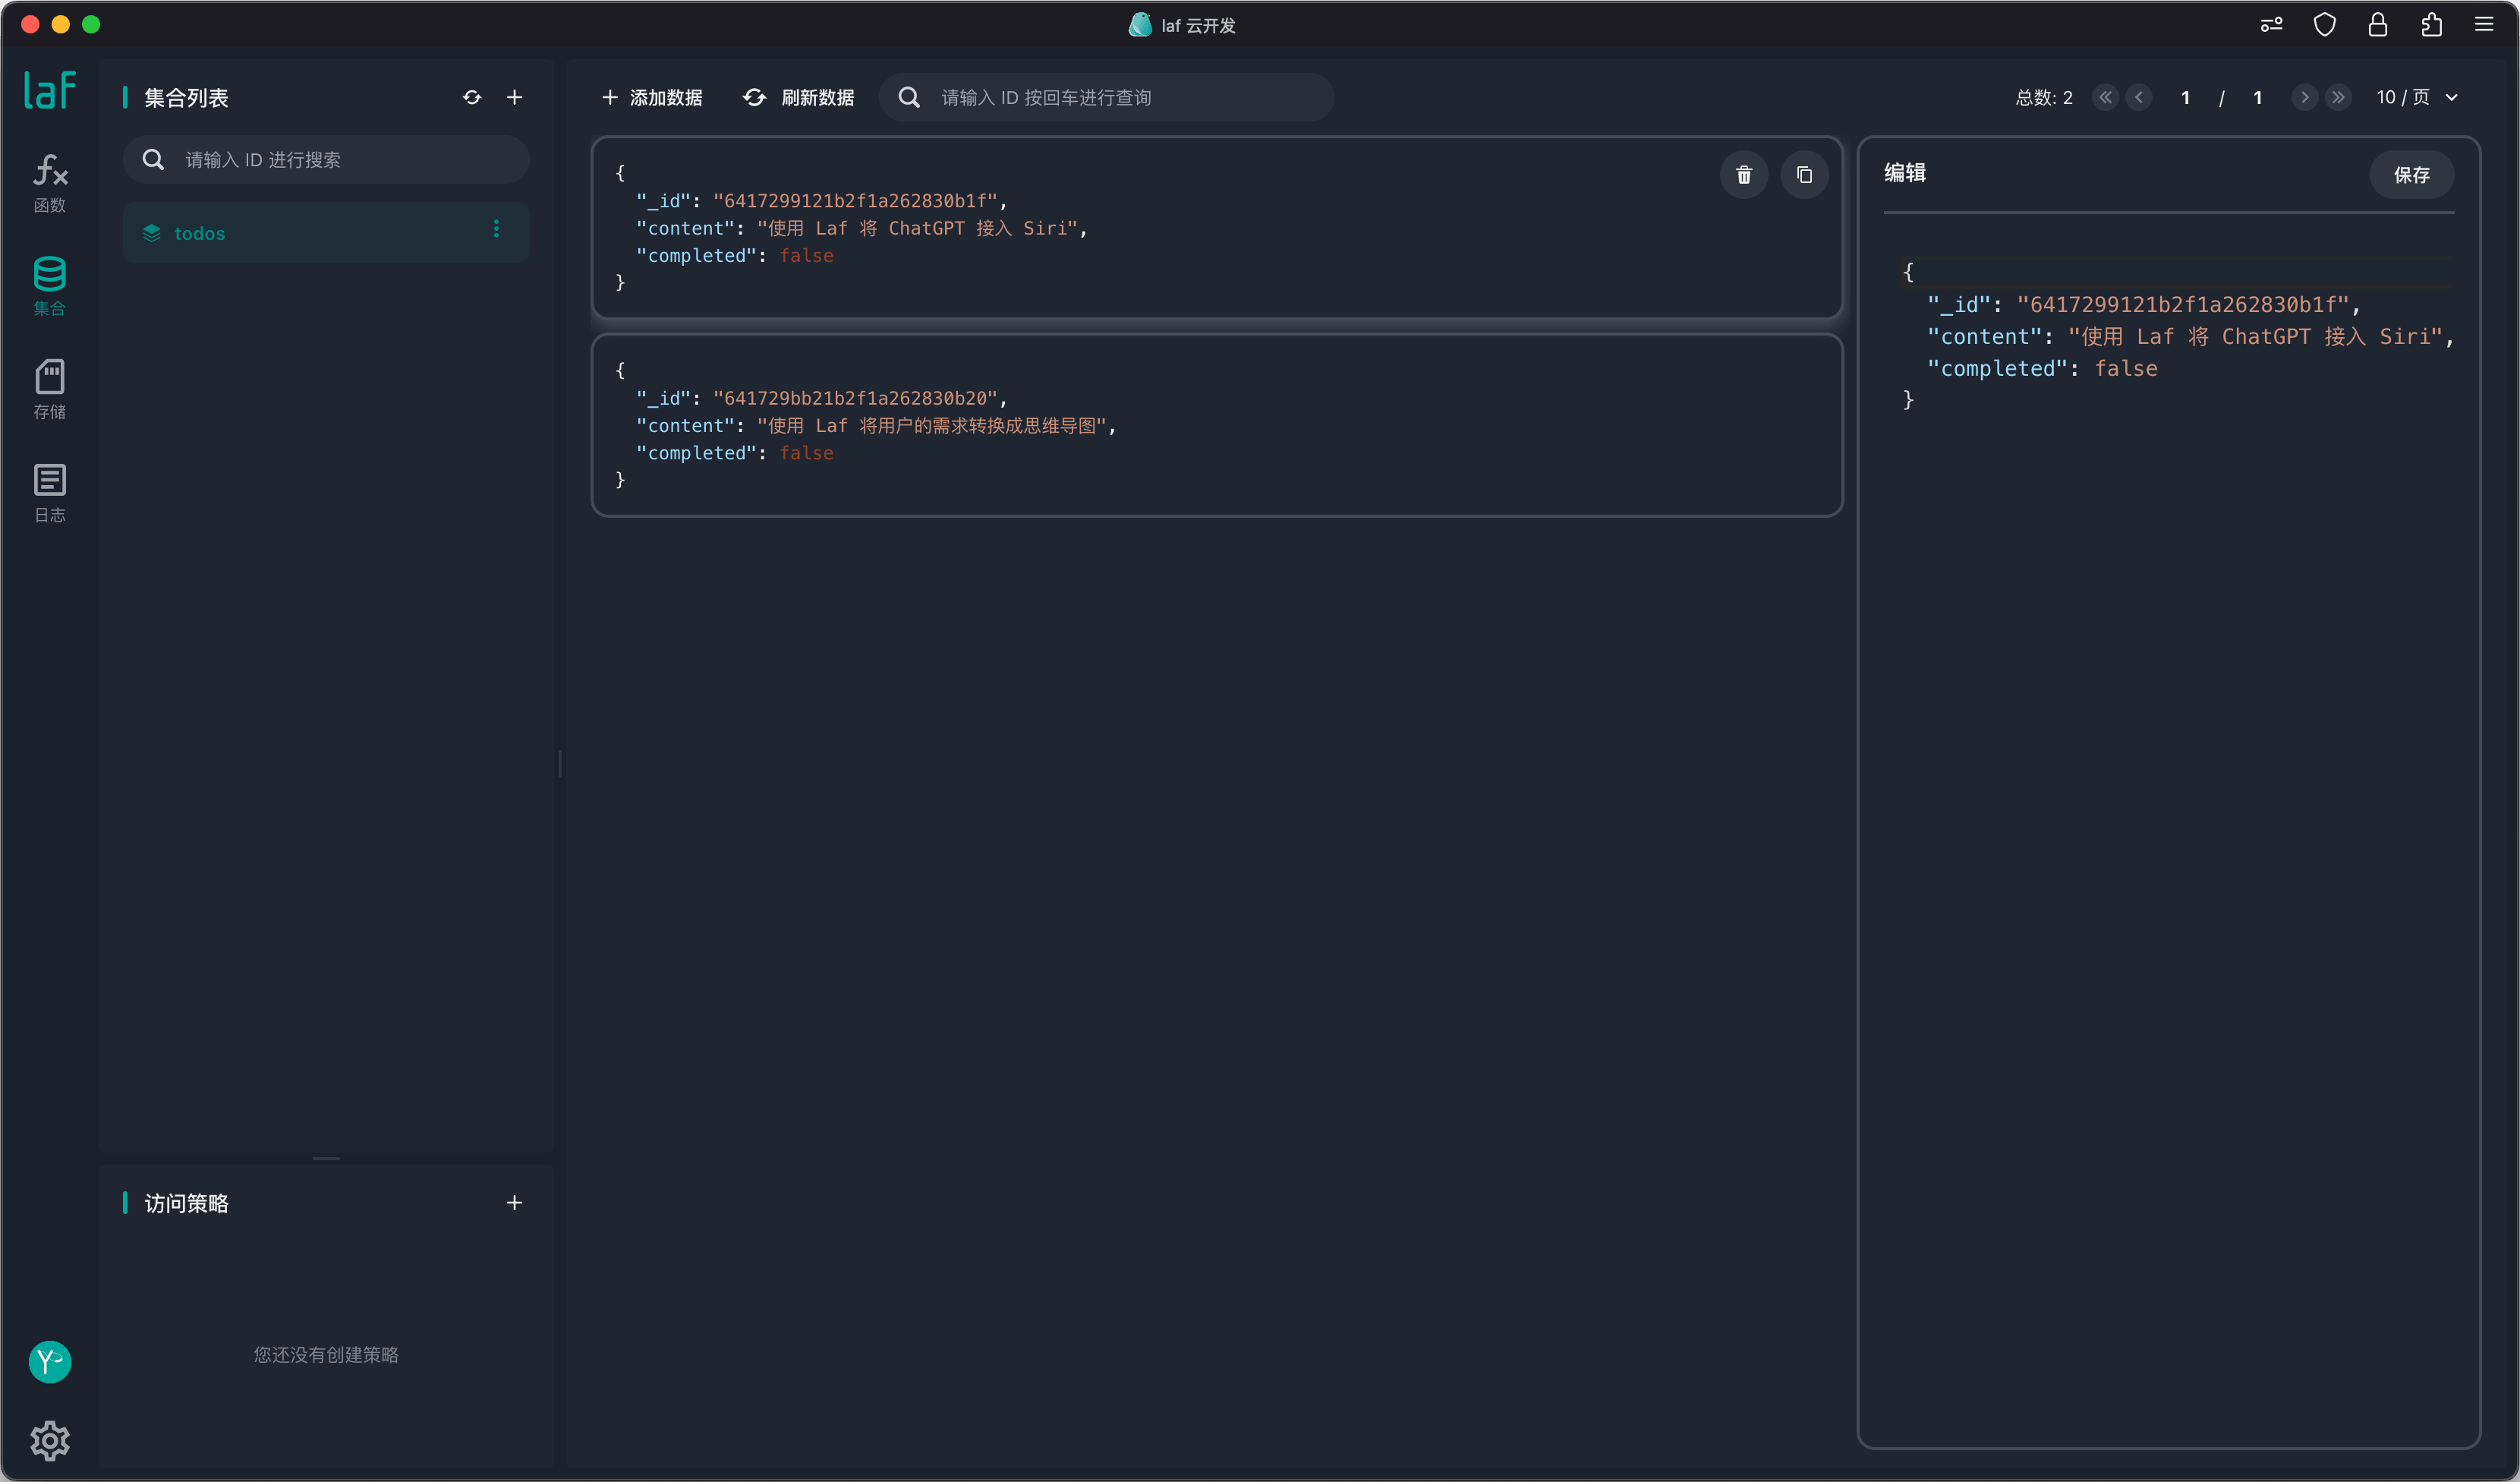 laf 云开发
laf
函数
集合
存储
日志
集合列表
请输入 ID 进行搜索
todos
访问策略
您还没有创建策略
添加数据
刷新数据
请输入 ID 按回车进行查询
总数: 2
1 / 1
10 / 页
{
"_id": "6417299121b2f1a262830b1f",
"content": "使用 Laf 将 ChatGPT 接入 Siri",
"completed": false
}
{
"_id": "641729bb21b2f1a262830b20",
"content": "使用 Laf 将用户的需求转换成思维导图",
"completed": false
}
编辑
保存
{
"_id": "6417299121b2f1a262830b1f",
"content": "使用 Laf 将 ChatGPT 接入 Siri",
"completed": false
}